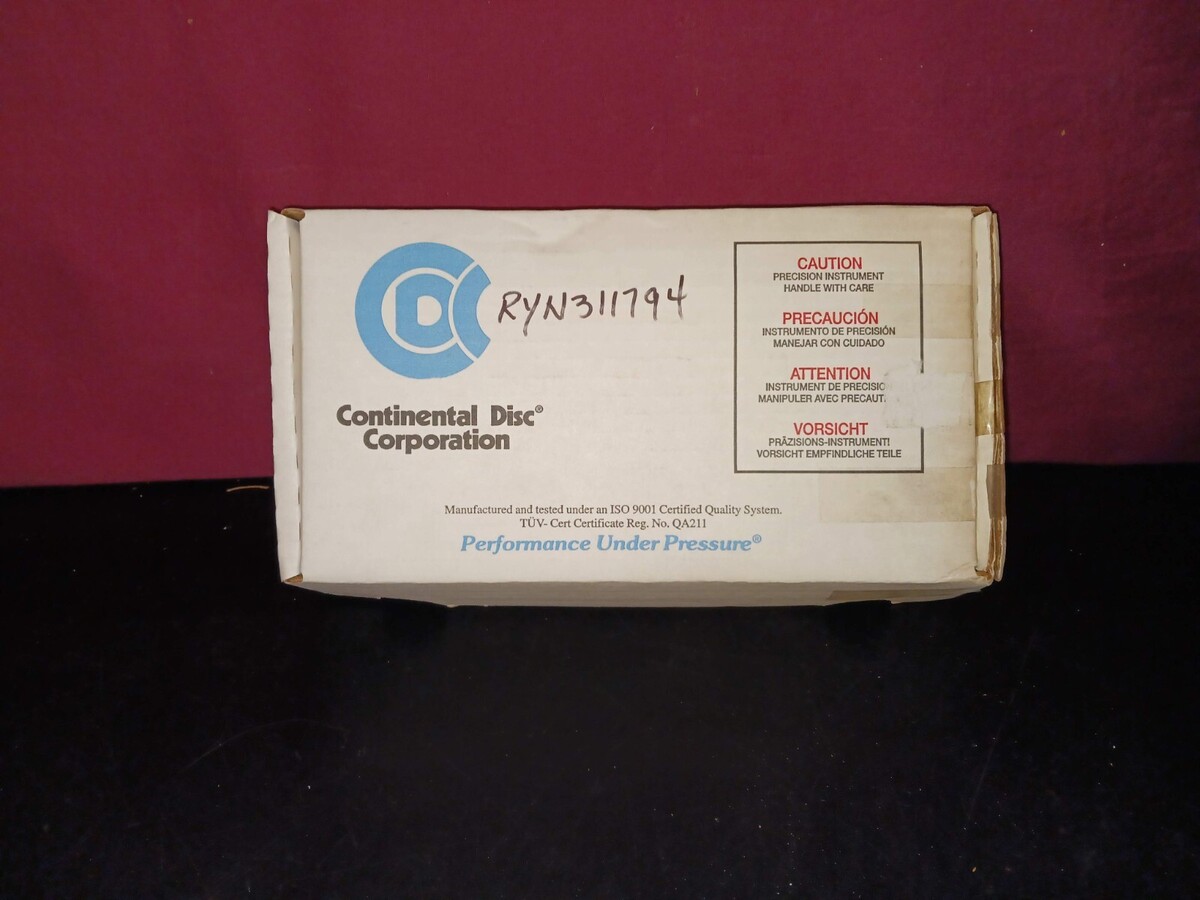 CDC
RYN311794
Continental Disc®
Corporation
CAUTION
PRECISION INSTRUMENT
HANDLE WITH CARE
PRECAUCIÓN
INSTRUMENTO DE PRECISIÓN
MANEJAR CON CUIDADO
ATTENTION
INSTRUMENT DE
MANIPULER AVEC
VORSICHT
PRÄZISIONS-INSTRUMENT!
VORSICHT EMPFINDLICHE TEILE
Manufactured and tested under an ISO 9001 Certified Quality System.
TÜV- Cert Certificate Reg. No. QA211
Performance Under Pressure®